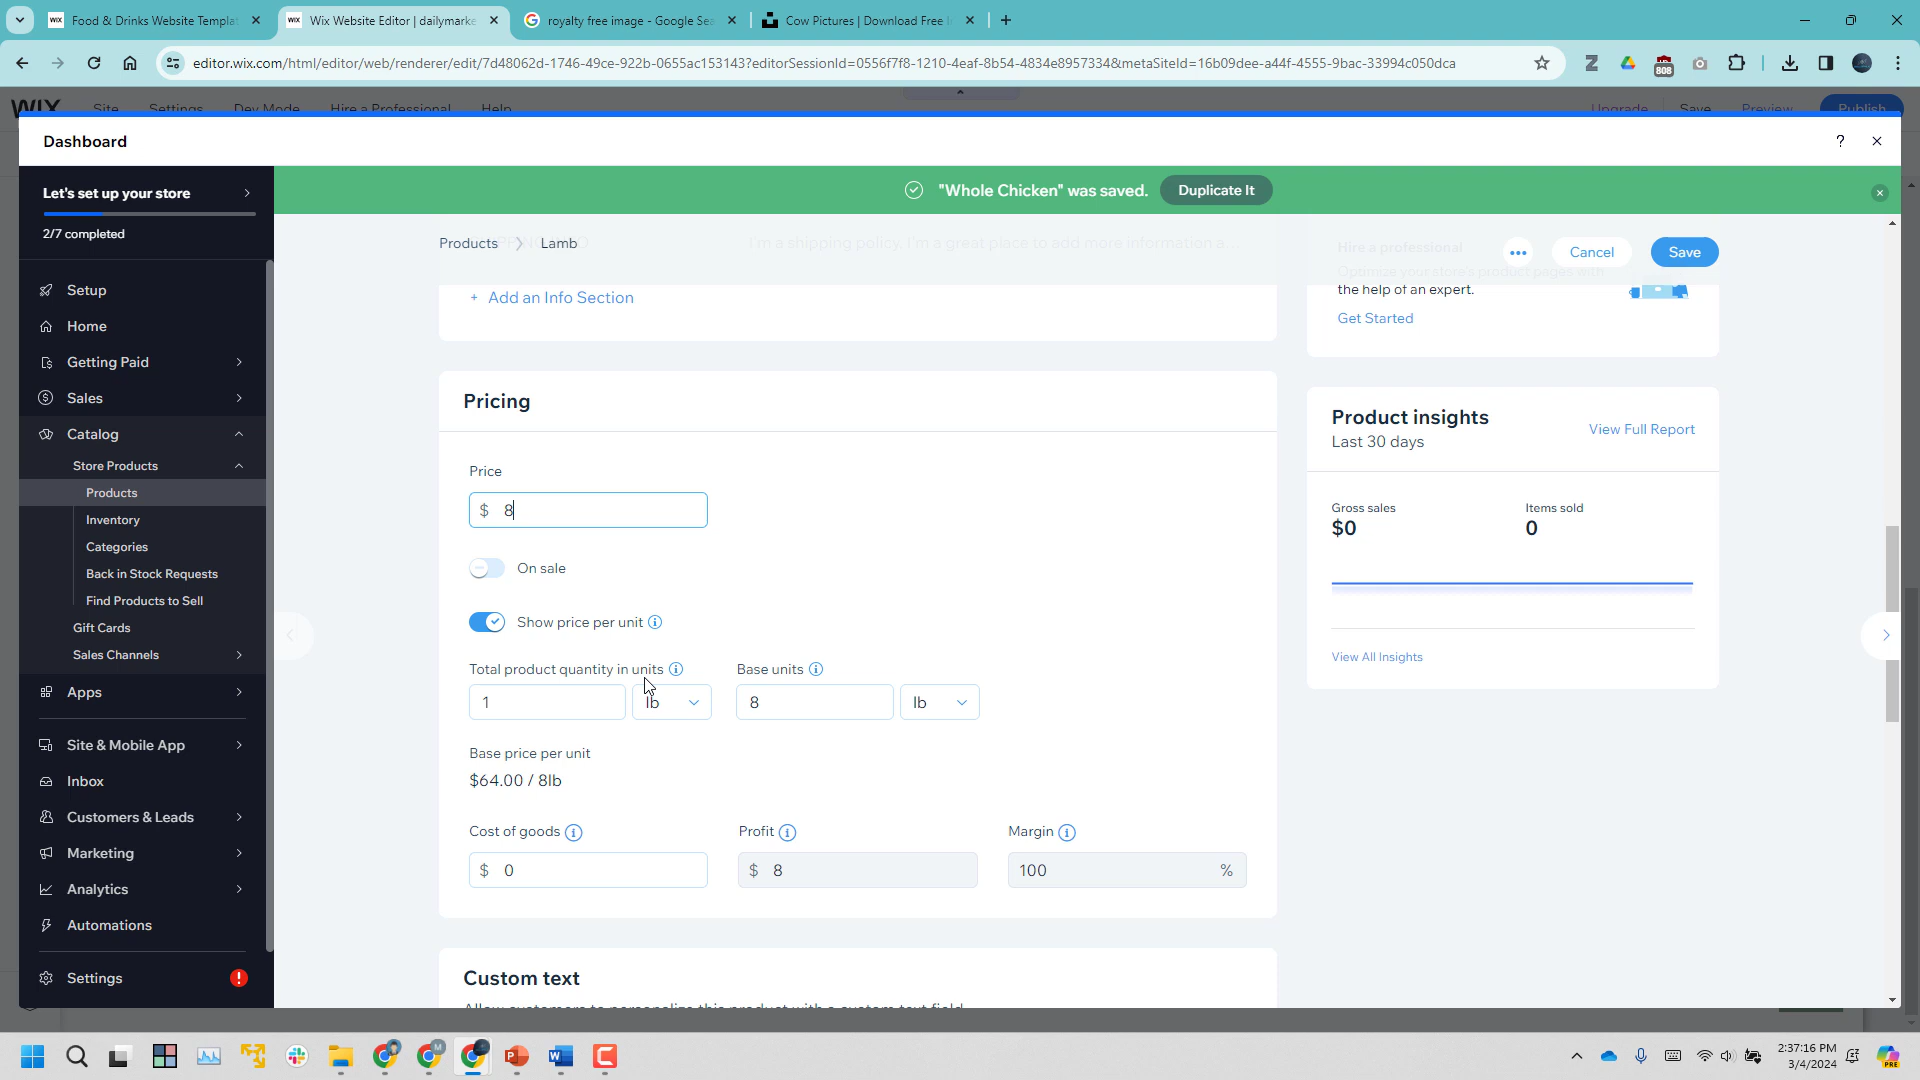 Food & Drinks Website Templat
Wix Website Editor | dailymarke
royalty free image - Google Sea
Cow Pictures | Download Free I
editor.wix.com/html/editor/web/renderer/edit/7d48062d-1746-49ce-922b-0655ac153143?editorSessionId=0556f7f8-1210-4eaf-8b54-4834e8957334&metaSiteId=16b09dee-a44f-4555-9bac-33994c050dca
808
WIX Site Settings Dev Mode Hire a Professional Help Upgrade Save Preview Publish
Dashboard
?
Let's set up your store
2/7 completed
"Whole Chicken" was saved. Duplicate It
Products > Lamb
I'm a shipping policy. I'm a great place to add more information a...
... Cancel Save
Hire a professional
Optimize your store's product pages with
the help of an expert.
Get Started
+ Add an Info Section
Setup
Home
Getting Paid
Sales
Catalog
Store Products
Products
Inventory
Categories
Back in Stock Requests
Find Products to Sell
Gift Cards
Sales Channels
Apps
Site & Mobile App
Inbox
Customers & Leads
Marketing
Analytics
Automations
Settings !
Pricing
Price
$ 8
On sale
Show price per unit
Total product quantity in units Base units
1 lb 8 lb
Base price per unit
$64.00 / 8lb
Cost of goods Profit Margin
$ 0 $ 8 100 %
Custom text
Allow customers to personalize this product with a custom text field.
Product insights
Last 30 days
View Full Report
Gross sales Items sold
$0 0
View All Insights
2:37:16 PM
3/4/2024
PRE